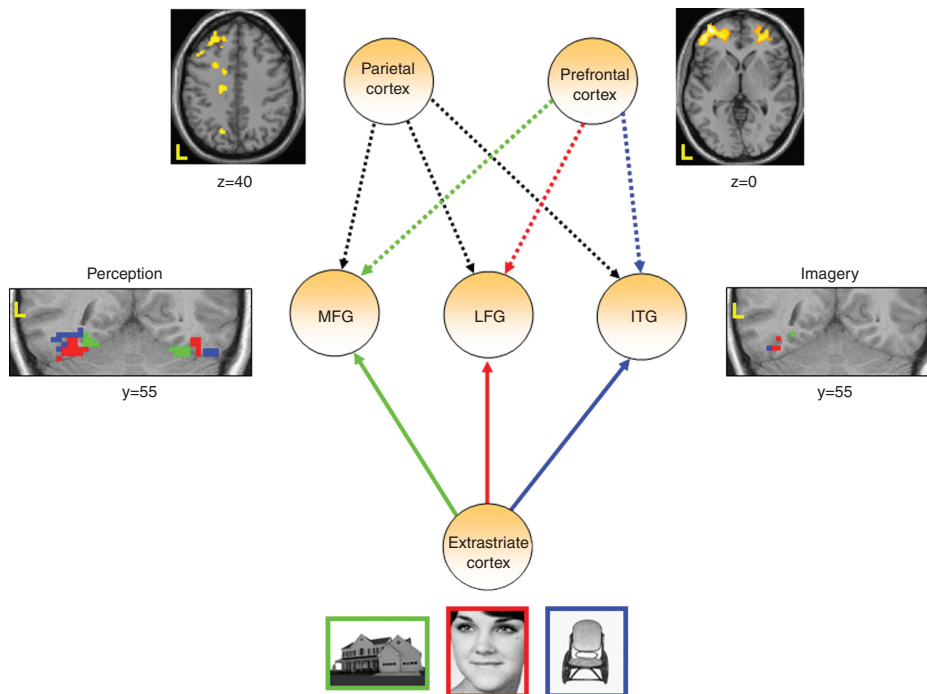 Parietal
cortex
Prefrontal
cortex
L
z=40
L
z=0
Perception
L
y=55
MFG
LFG
ITG
Imagery
L
y=55
Extrastriate
cortex